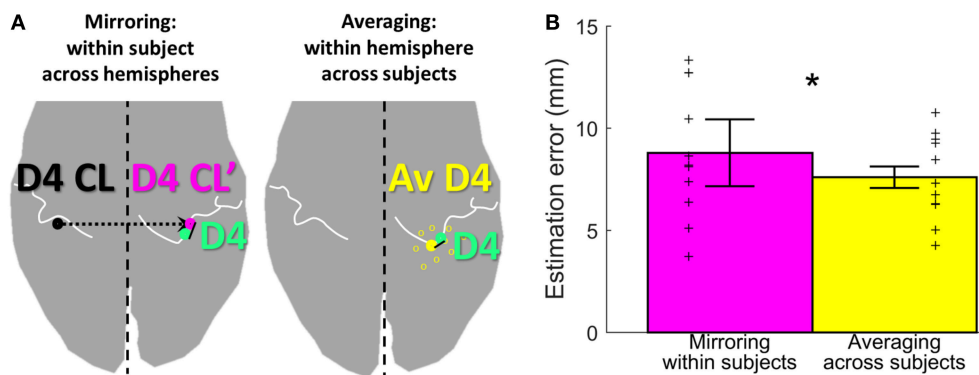 A
Mirroring:
within subject
across hemispheres
D4 CL
D4 CL’
D4
Averaging:
within hemisphere
across subjects
Av D4
D4
B
Estimation error (mm)
15
10
5
0
*
Mirroring
within subjects
Averaging
across subjects